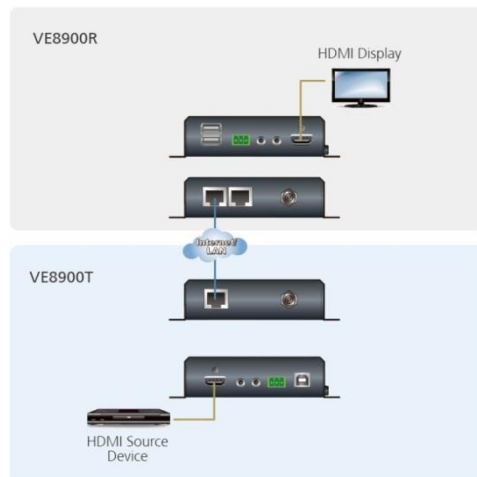 VE8900R
HDMI Display
Internet/
LAN
VE8900T
HDMI Source
Device